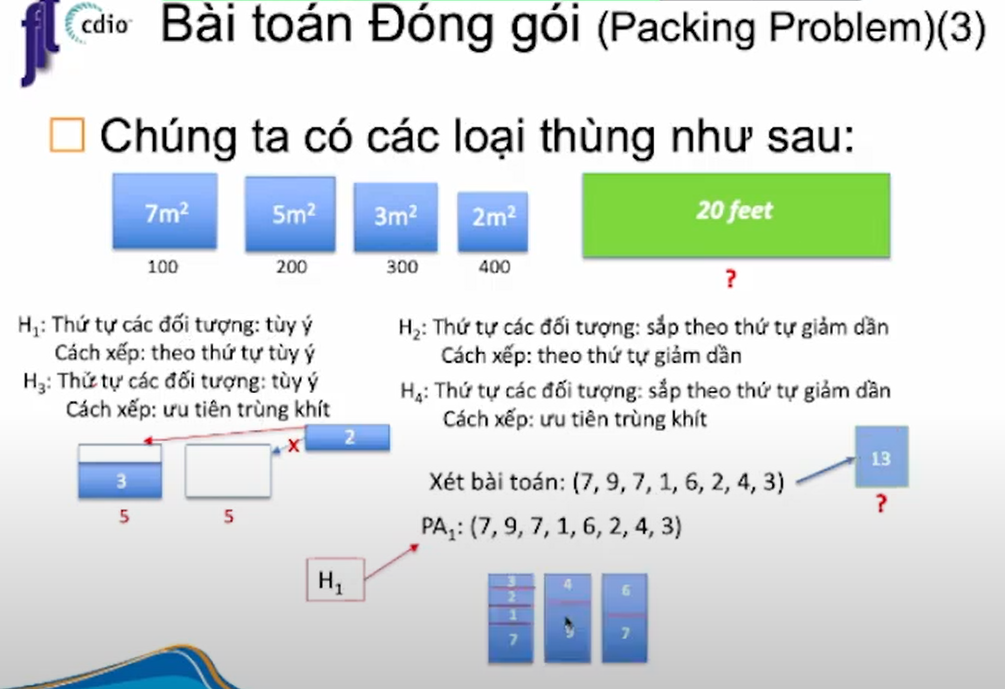 cdio
Bài toán Đóng gói (Packing Problem)(3)
Chúng ta có các loại thùng như sau:
7m² 5m² 3m² 2m² 20 feet
100 200 300 400 ?
H₁: Thứ tự các đối tượng: tùy ý
Cách xếp: theo thứ tự tùy ý
H₃: Thứ tự các đối tượng: tùy ý
Cách xếp: ưu tiên trùng khít
H₂: Thứ tự các đối tượng: sắp theo thứ tự giảm dần
Cách xếp: theo thứ tự giảm dần
H₄: Thứ tự các đối tượng: sắp theo thứ tự giảm dần
Cách xếp: ưu tiên trùng khít
X 2
3
5 5
13
Xét bài toán: (7, 9, 7, 1, 6, 2, 4, 3)
?
PA₁: (7, 9, 7, 1, 6, 2, 4, 3)
H₁
3 4 6
2
1 9 7
7